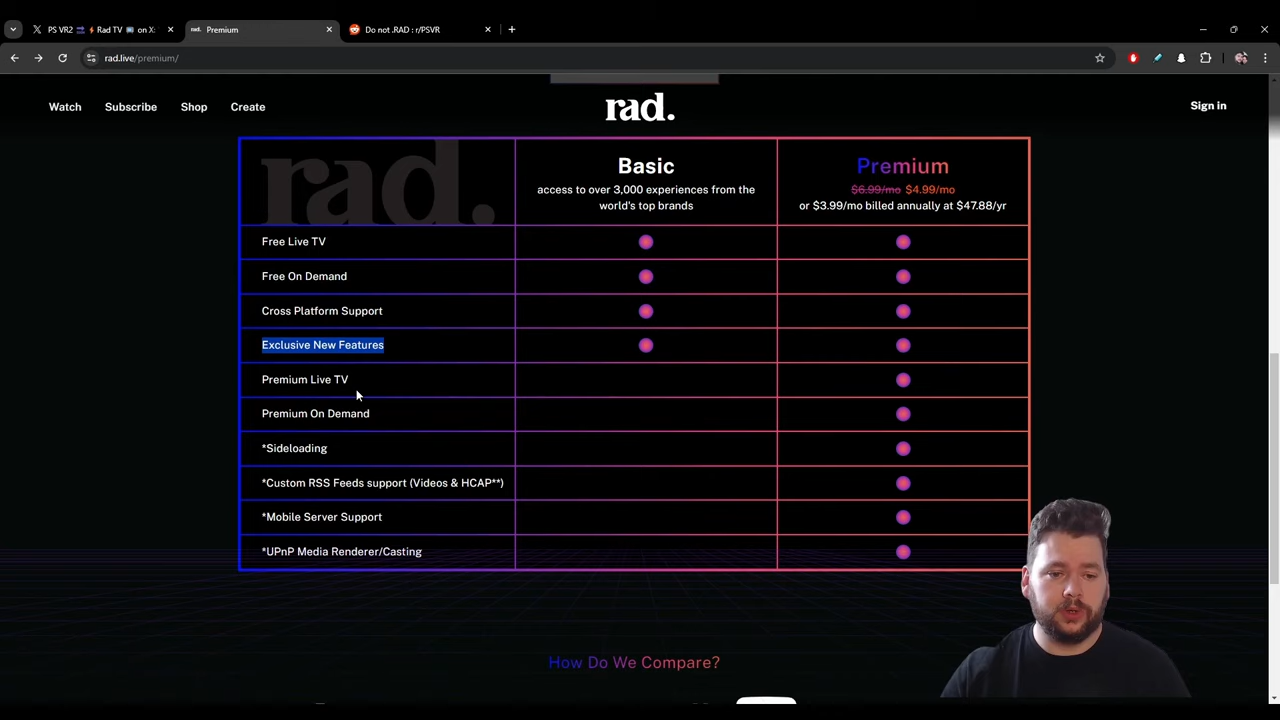 PS VR2 Rad TV on X:
rad. Premium
Do not .RAD : r/PSVR
rad.live/premium/
Watch
Subscribe
Shop
Create
rad.
Sign in
rad.
Basic
access to over 3,000 experiences from the
world's top brands
Premium
$6.99/mo $4.99/mo
or $3.99/mo billed annually at $47.88/yr
Free Live TV
Free On Demand
Cross Platform Support
Exclusive New Features
Premium Live TV
Premium On Demand
*Sideloading
*Custom RSS Feeds support (Videos & HCAP**)
*Mobile Server Support
*UPnP Media Renderer/Casting
How Do We Compare?